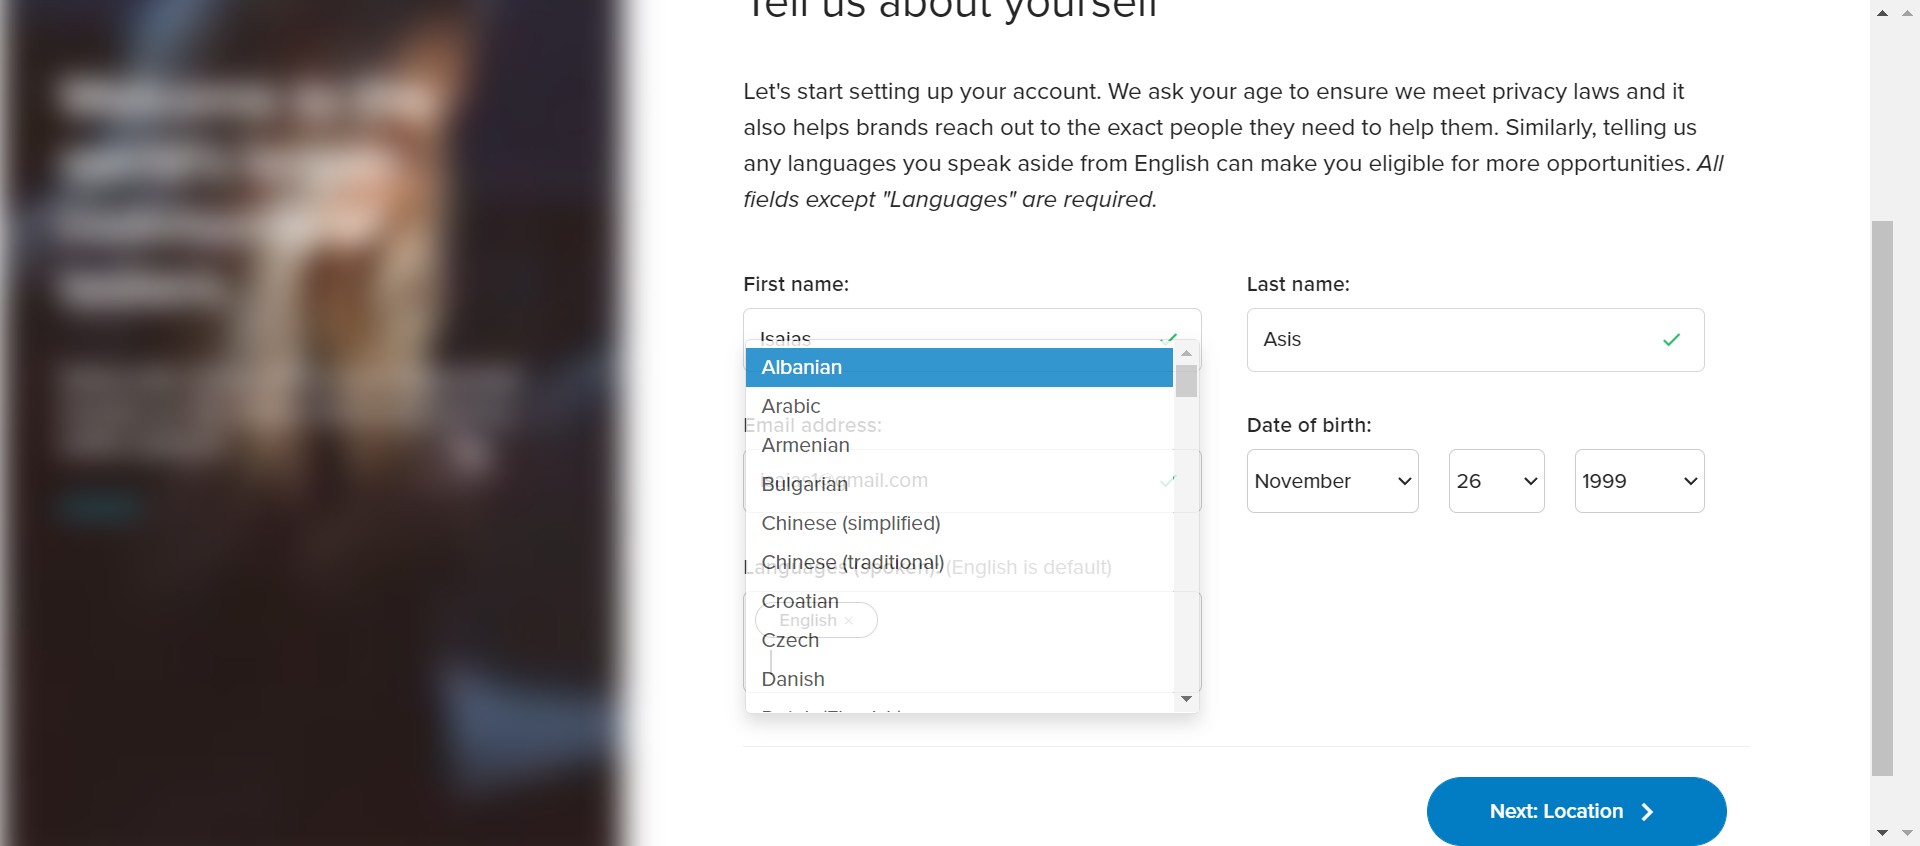 Tell us about yourself
Let's start setting up your account. We ask your age to ensure we meet privacy laws and it
also helps brands reach out to the exact people they need to help them. Similarly, telling us
any languages you speak aside from English can make you eligible for more opportunities. All
fields except "Languages" are required.
First name:
Last name:
Isaias
Asis
Albanian
Arabic
Email address:
Date of birth:
Armenian
@gmail.com
November
26
1999
Bulgarian
Chinese (simplified)
Chinese (traditional)
Languages (spoken): (English is default)
Croatian
English ×
Czech
Danish
Next: Location